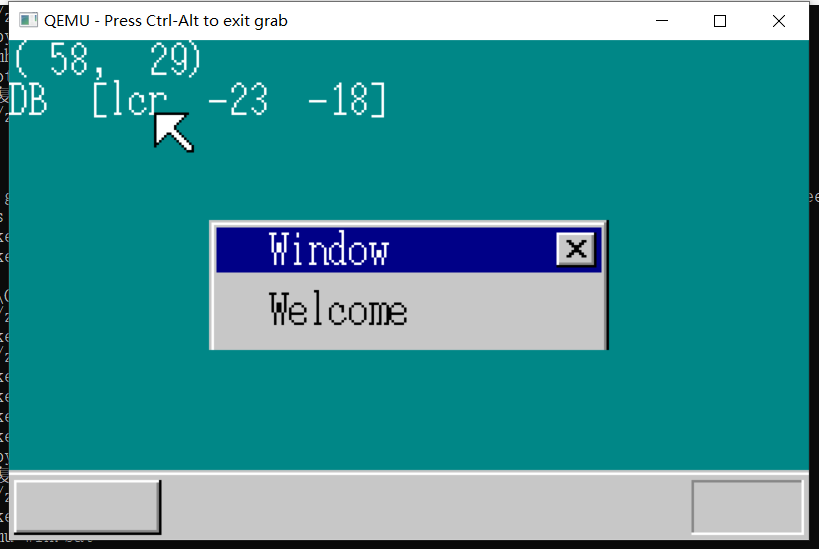 QEMU - Press Ctrl-Alt to exit grab
( 58,  29)
DB  [lcr  -23  -18]
Window
Welcome